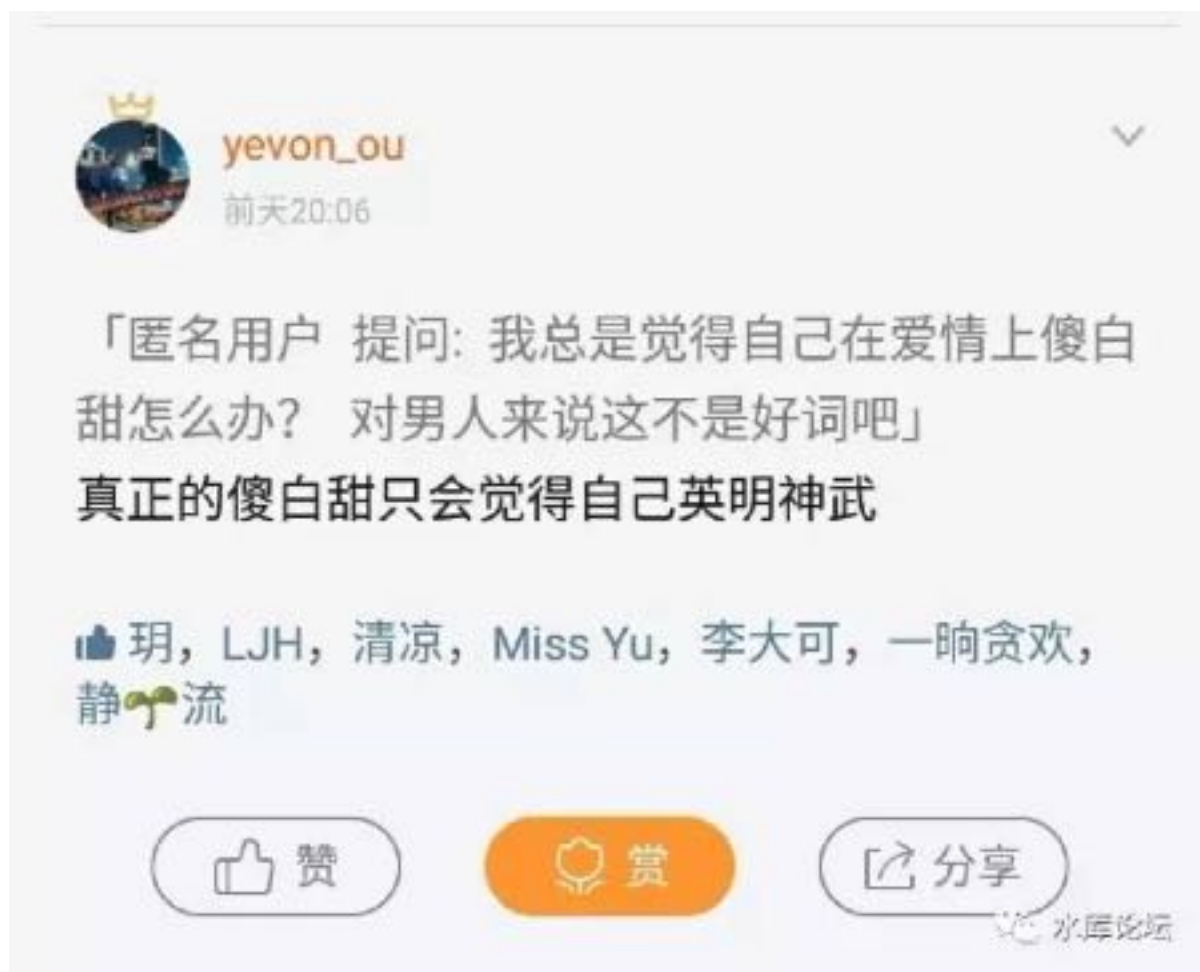 yevon_ou
前天20:06
「匿名用户 提问: 我总是觉得自己在爱情上傻白
甜怎么办? 对男人来说这不是好词吧」
真正的傻白甜只会觉得自己英明神武
玥，LJH，清凉，Miss Yu，李大可，一晌贪欢，
静🌱流
赞
赏
分享
水库论坛